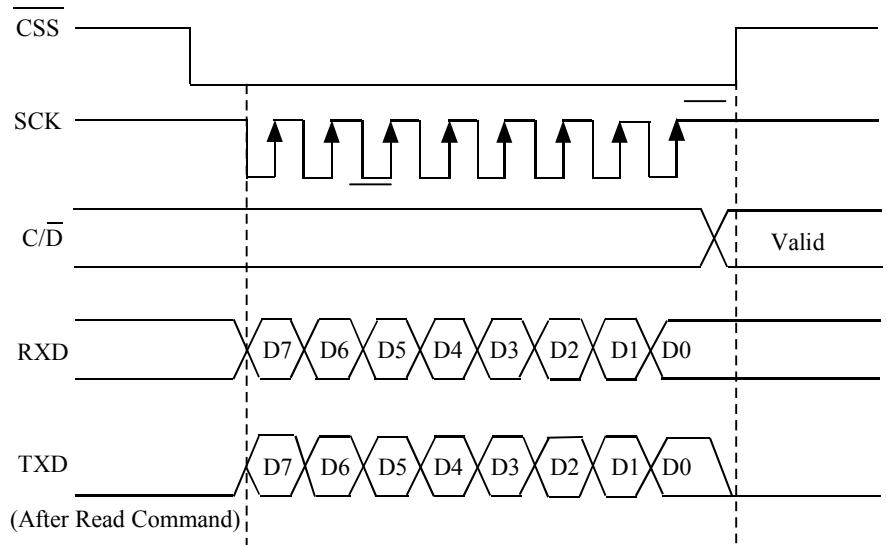 CSS
SCK
C/D
Valid
RXD
D7 D6 D5 D4 D3 D2 D1 D0
TXD
D7 D6 D5 D4 D3 D2 D1 D0
(After Read Command)